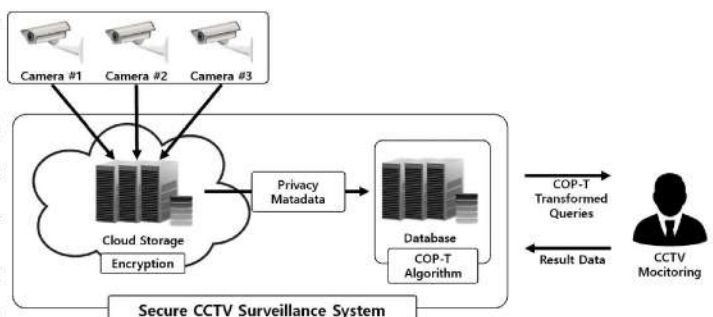 Camera #1
Camera #2
Camera #3
Privacy
Matadata
Cloud Storage
Encryption
Database
COP-T
Algorithm
COP-T
Transformed
Queries
Result Data
CCTV
Mocitoring
Secure CCTV Surveillance System